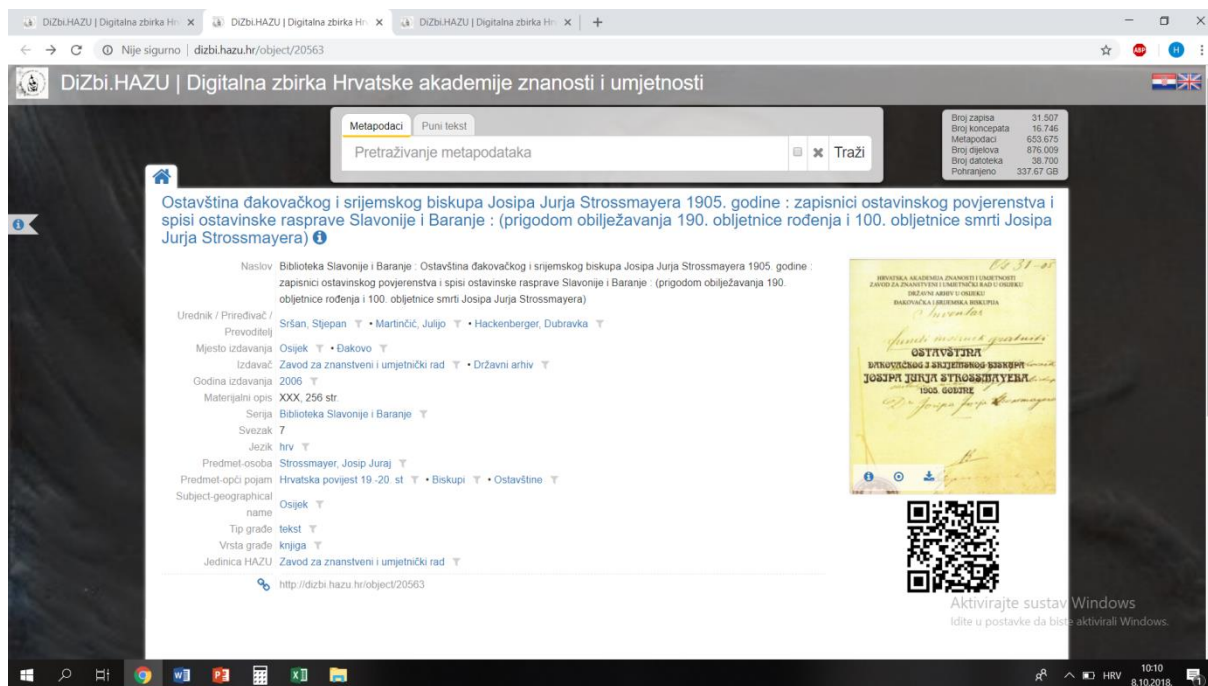 DiZbi.HAZU | Digitalna zbirka Hrv
DiZbi.HAZU | Digitalna zbirka Hrv
DiZbi.HAZU | Digitalna zbirka Hrv
Nije sigurno | dizbi.hazu.hr/object/20563
ABP
H
DiZbi.HAZU | Digitalna zbirka Hrvatske akademije znanosti i umjetnosti
Metapodaci Puni tekst
Pretraživanje metapodataka Traži
Broj zapisa 31.507
Broj koncepata 16.746
Metapodaci 653.675
Broj dijelova 876.009
Broj datoteka 38.700
Pohranjeno 337.67 GB
Ostavština đakovačkog i srijemskog biskupa Josipa Jurja Strossmayera 1905. godine : zapisnici ostavinskog povjerenstva i
spisi ostavinske rasprave Slavonije i Baranje : (prigodom obilježavanja 190. obljetnice rođenja i 100. obljetnice smrti Josipa
Jurja Strossmayera)
Naslov Biblioteka Slavonije i Baranje : Ostavština đakovačkog i srijemskog biskupa Josipa Jurja Strossmayera 1905. godine :
zapisnici ostavinskog povjerenstva i spisi ostavinske rasprave Slavonije i Baranje : (prigodom obilježavanja 190.
obljetnice rođenja i 100. obljetnice smrti Josipa Jurja Strossmayera)
Urednik / Priređivač /
Prevoditelj Sršan, Stjepan • Martinčić, Julijo • Hackenberger, Dubravka
Mjesto izdavanja Osijek • Đakovo
Izdavač Zavod za znanstveni i umjetnički rad • Državni arhiv
Godina izdavanja 2006
Materijalni opis XXX, 256 str.
Serija Biblioteka Slavonije i Baranje
Svezak 7
Jezik hrv
Predmet-osoba Strossmayer, Josip Juraj
Predmet-opći pojam Hrvatska povijest 19.-20. st • Biskupi • Ostavštine
Subject-geographical
name Osijek
Tip građe tekst
Vrsta građe knjiga
Jedinica HAZU Zavod za znanstveni i umjetnički rad
http://dizbi.hazu.hr/object/20563
HRVATSKA AKADEMIJA ZNANOSTI I UMJETNOSTI
ZAVOD ZA ZNANSTVENI I UMJETNIČKI RAD U OSIJEKU
DRŽAVNI ARHIV U OSIJEKU
ĐAKOVAČKA I SRIJEMSKA BISKUPIJA
Inventar
OSTAVŠTINA
ĐAKOVAČKOG I SRIJEMSKOG BISKUPA
JOSIPA JURJA STROSSMAYERA
1905. GODINE
Aktivirajte sustav Windows
Idite u postavke da biste aktivirali Windows.
HRV
10:10
8.10.2018.
1